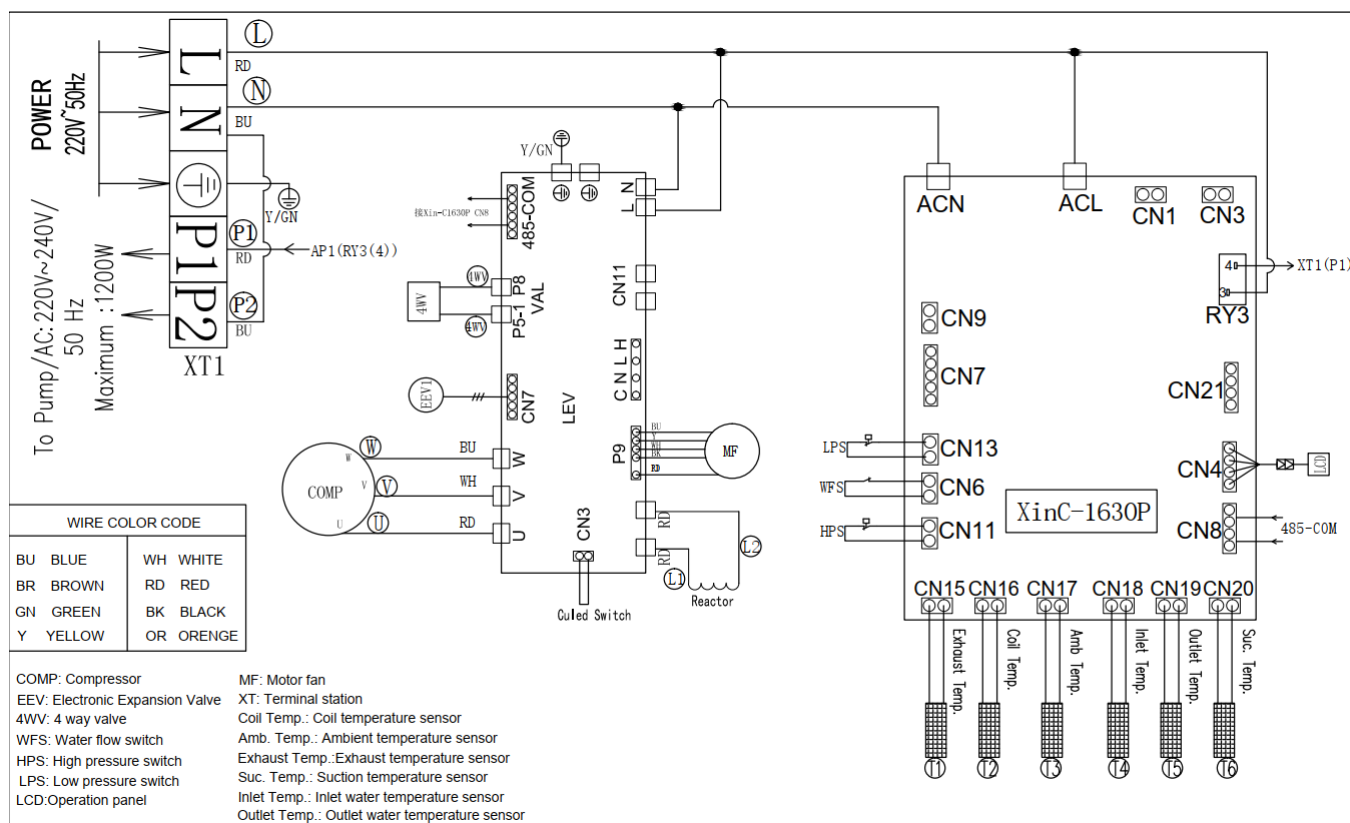 POWER
220V~50Hz
To Pump/AC:220V~240V/
50 Hz
Maximum :1200W
L
N
P1
P2
XT1
L
RD
N
BU
Y/GN
P1
RD
AP1(RY3(4))
P2
BU
Y/GN
接Xin-C1630P CN8
485-COM
N
L
4WV
4WV
4WV
P8
VAL
P5-1
CN11
EEV1
CN7
LEV
C N L H
COMP
W
V
U
W
V
U
BU
WH
RD
W
V
U
P9
BU
Y
WH
BK
RD
MF
CN3
Culed Switch
RD
RD
L1
L2
Reactor
ACN
ACL
CN1
CN3
4
3
RY3
XT1(P1)
CN9
CN7
CN21
LPS
CN13
WFS
CN6
HPS
CN11
CN4
LCD
CN8
485-COM
XinC-1630P
CN15
CN16
CN17
CN18
CN19
CN20
Exhaust Temp.
Coil Temp.
Amb Temp.
Inlet Temp.
Outlet Temp.
Suc. Temp.
T1
T2
T3
T4
T5
T6
WIRE COLOR CODE
BU BLUE WH WHITE
BR BROWN RD RED
GN GREEN BK BLACK
Y YELLOW OR ORENGE
COMP: Compressor
EEV: Electronic Expansion Valve
4WV: 4 way valve
WFS: Water flow switch
HPS: High pressure switch
LPS: Low pressure switch
LCD:Operation panel
MF: Motor fan
XT: Terminal station
Coil Temp.: Coil temperature sensor
Amb. Temp.: Ambient temperature sensor
Exhaust Temp.:Exhaust temperature sensor
Suc. Temp.: Suction temperature sensor
Inlet Temp.: Inlet water temperature sensor
Outlet Temp.: Outlet water temperature sensor